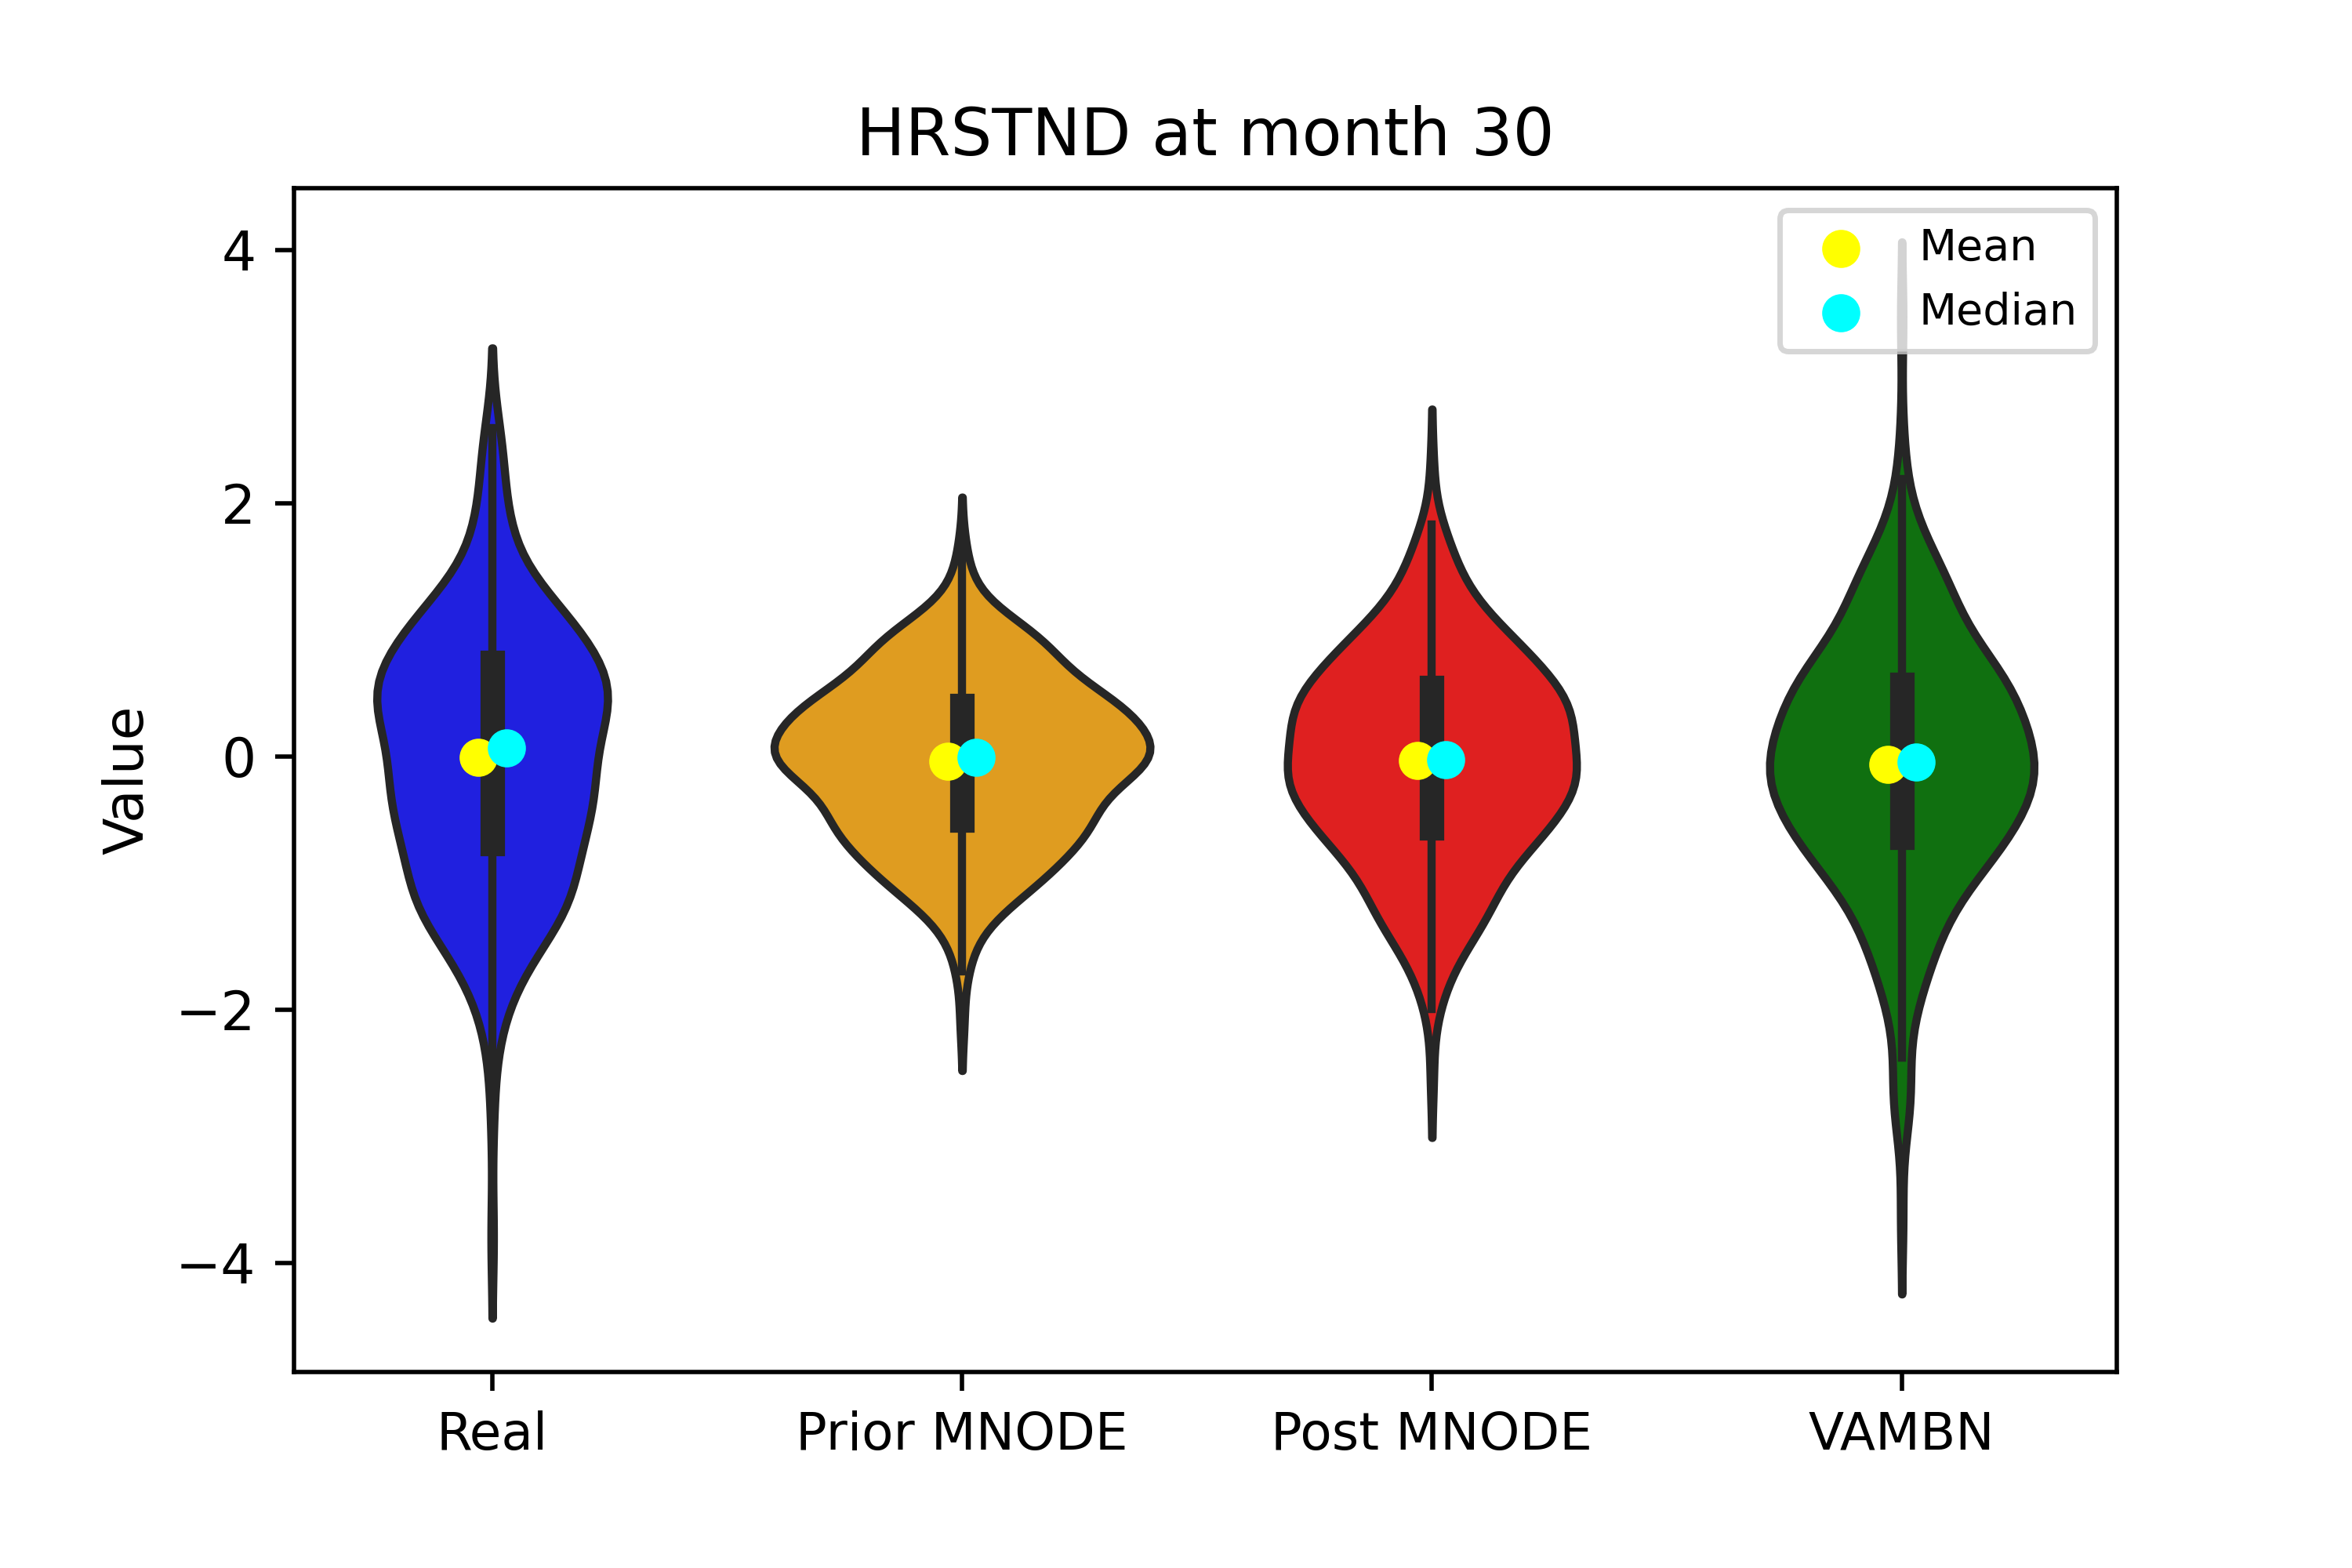 HRSTND at month 30
Mean
Median
Value
4
2
0
−2
−4
Real
Prior MNODE
Post MNODE
VAMBN